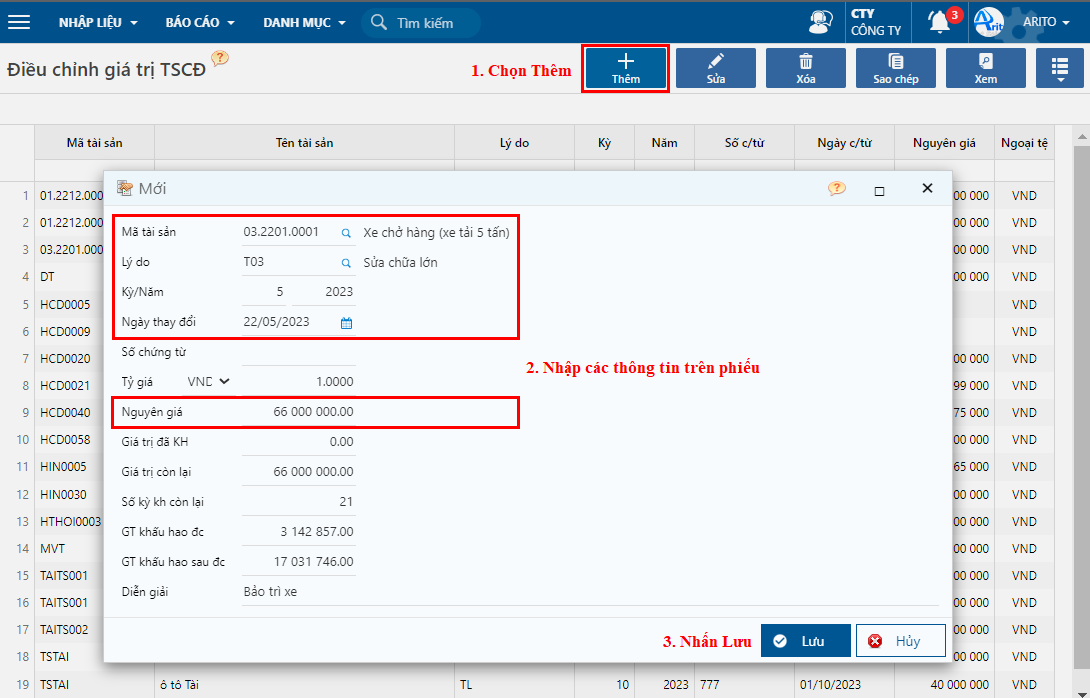 NHẬP LIỆU BÁO CÁO DANH MỤC Tìm kiếm CTY CÔNG TY 3 Arit ARITO
Điều chỉnh giá trị TSCĐ ? 1. Chọn Thêm Thêm Sửa Xóa Sao chép Xem
Mã tài sản Tên tài sản Lý do Kỳ Năm Số c/từ Ngày c/từ Nguyên giá Ngoại tệ
Mới ?
1 01.2212.000 00 000 VND
2 01.2212.000 00 000 VND
3 03.2201.000 00 000 VND
4 DT 00 000 VND
5 HCD0005 VND
6 HCD0009 VND
7 HCD0020 00 000 VND
8 HCD0021 99 000 VND
9 HCD0040 75 000 VND
10 HCD0058 00 000 VND
11 HIN0005 65 000 VND
12 HIN0030 00 000 VND
13 HTHOI0003 00 000 VND
14 MVT 00 000 VND
15 TAITS001 00 000 VND
16 TAITS001 00 000 VND
17 TAITS002 00 000 VND
18 TSTAI 00 000 VND
Mã tài sản 03.2201.0001 Xe chở hàng (xe tải 5 tấn)
Lý do T03 Sửa chữa lớn
Kỳ/Năm 5 2023
Ngày thay đổi 22/05/2023
Số chứng từ
2. Nhập các thông tin trên phiếu
Tỷ giá VND 1.0000
Nguyên giá 66 000 000.00
Giá trị đã KH 0.00
Giá trị còn lại 66 000 000.00
Số kỳ kh còn lại 21
GT khấu hao đc 3 142 857.00
GT khấu hao sau đc 17 031 746.00
Diễn giải Bảo trì xe
3. Nhấn Lưu Lưu Hủy
19 TSTAI ô tô Tài TL 10 2023 777 01/10/2023 40 000 000 VND